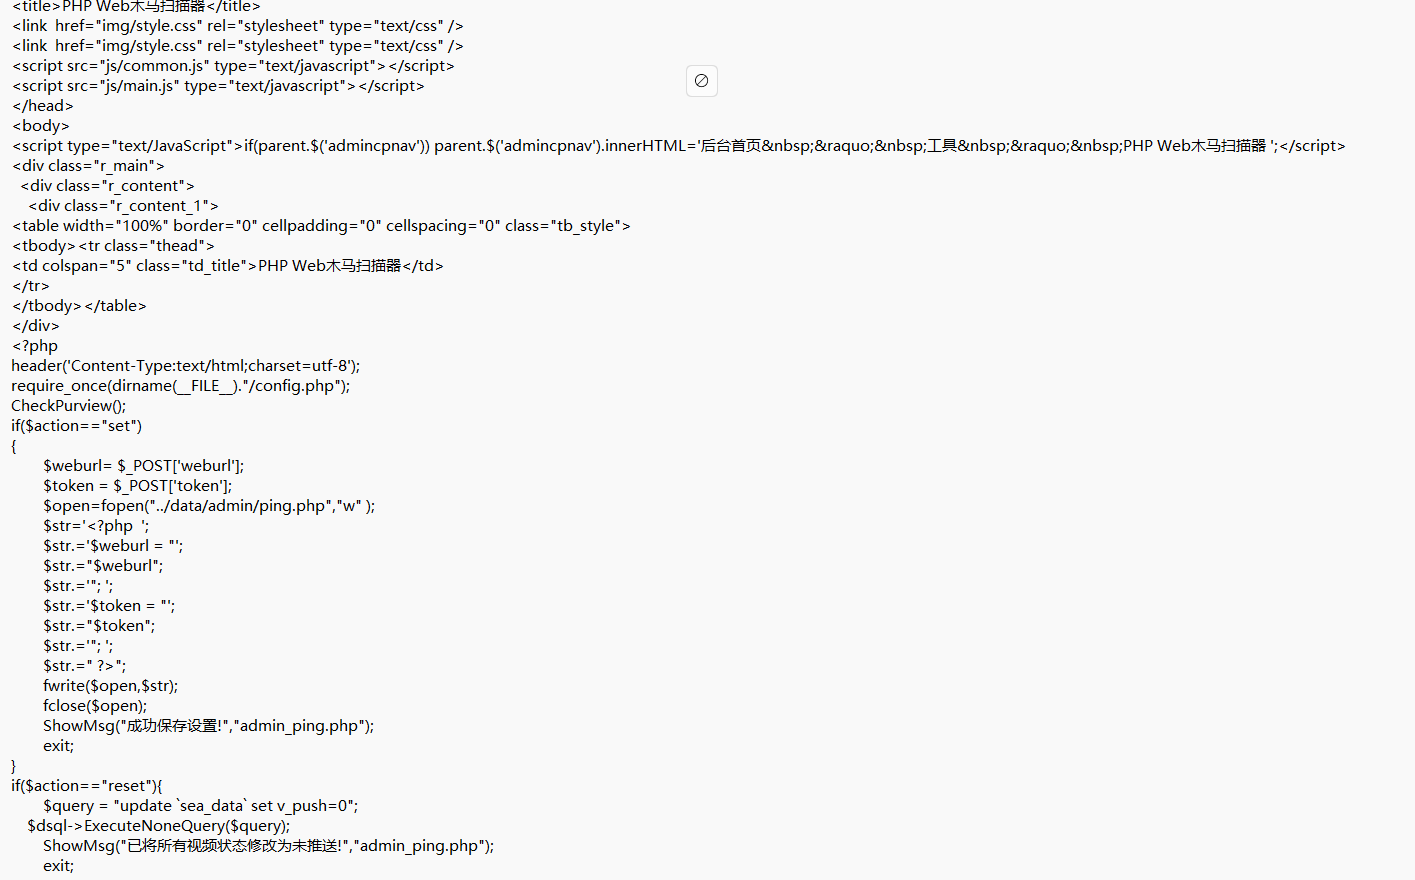 <title>PHP Web木马扫描器</title>
<link  href="img/style.css" rel="stylesheet" type="text/css" />
<link  href="img/style.css" rel="stylesheet" type="text/css" />
<script src="js/common.js" type="text/javascript"></script>
<script src="js/main.js" type="text/javascript"></script>
</head>
<body>
<script type="text/JavaScript">if(parent.$('admincpnav')) parent.$('admincpnav').innerHTML='后台首页&nbsp;&raquo;&nbsp;工具&nbsp;&raquo;&nbsp;PHP Web木马扫描器 ';</script>
<div class="r_main">
  <div class="r_content">
    <div class="r_content_1">
<table width="100%" border="0" cellpadding="0" cellspacing="0" class="tb_style">
<tbody><tr class="thead">
<td colspan="5" class="td_title">PHP Web木马扫描器</td>
</tr>
</tbody></table>
</div>
<?php
header('Content-Type:text/html;charset=utf-8');
require_once(dirname(__FILE__)."/config.php");
CheckPurview();
if($action=="set")
{
	$weburl= $_POST['weburl'];
	$token = $_POST['token'];
	$open=fopen("../data/admin/ping.php","w" );
	$str='<?php  ';
	$str.='$weburl = "';
	$str.="$weburl";
	$str.='"; ';
	$str.='$token = "';
	$str.="$token";
	$str.='"; ';
	$str.=" ?>";
	fwrite($open,$str);
	fclose($open);
	ShowMsg("成功保存设置!","admin_ping.php");
	exit;
}
if($action=="reset"){
	$query = "update `sea_data` set v_push=0";
    $dsql->ExecuteNoneQuery($query);
	ShowMsg("已将所有视频状态修改为未推送!","admin_ping.php");
	exit;